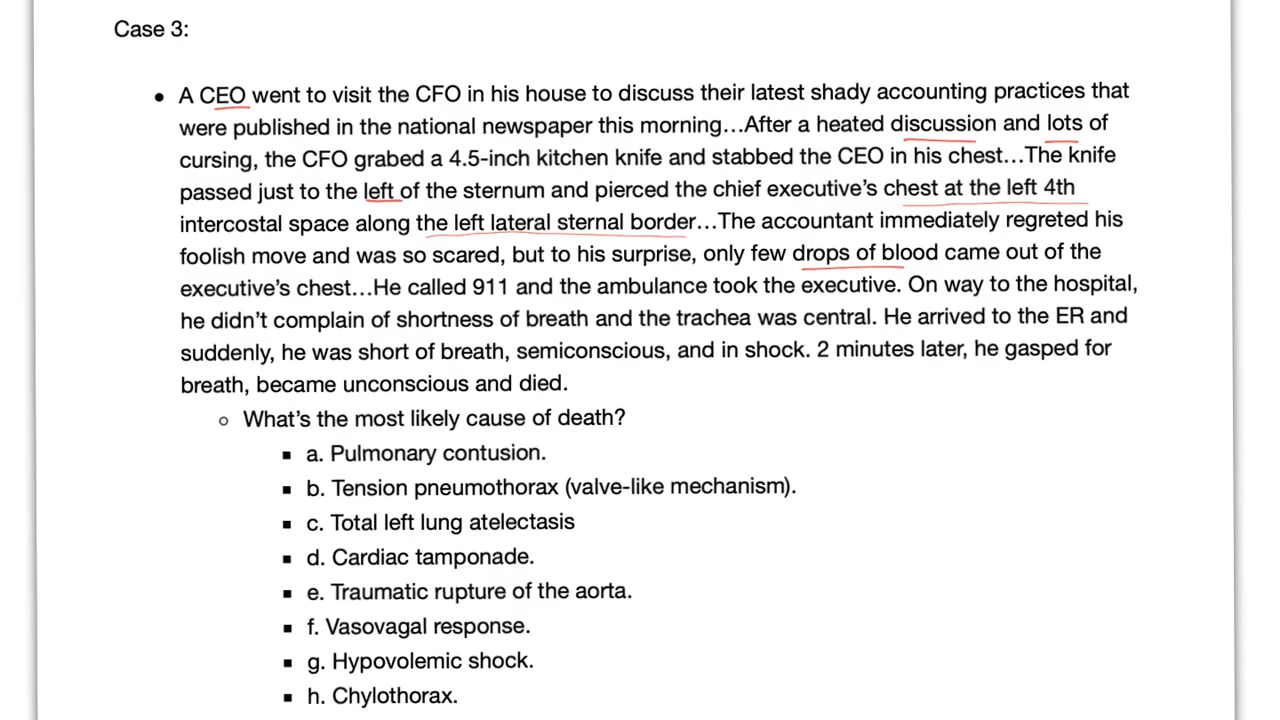 Case 3:
• A CEO went to visit the CFO in his house to discuss their latest shady accounting practices that
were published in the national newspaper this morning…After a heated discussion and lots of
cursing, the CFO grabed a 4.5-inch kitchen knife and stabbed the CEO in his chest…The knife
passed just to the left of the sternum and pierced the chief executive’s chest at the left 4th
intercostal space along the left lateral sternal border…The accountant immediately regreted his
foolish move and was so scared, but to his surprise, only few drops of blood came out of the
executive’s chest…He called 911 and the ambulance took the executive. On way to the hospital,
he didn’t complain of shortness of breath and the trachea was central. He arrived to the ER and
suddenly, he was short of breath, semiconscious, and in shock. 2 minutes later, he gasped for
breath, became unconscious and died.
○ What’s the most likely cause of death?
▪ a. Pulmonary contusion.
▪ b. Tension pneumothorax (valve-like mechanism).
▪ c. Total left lung atelectasis
▪ d. Cardiac tamponade.
▪ e. Traumatic rupture of the aorta.
▪ f. Vasovagal response.
▪ g. Hypovolemic shock.
▪ h. Chylothorax.